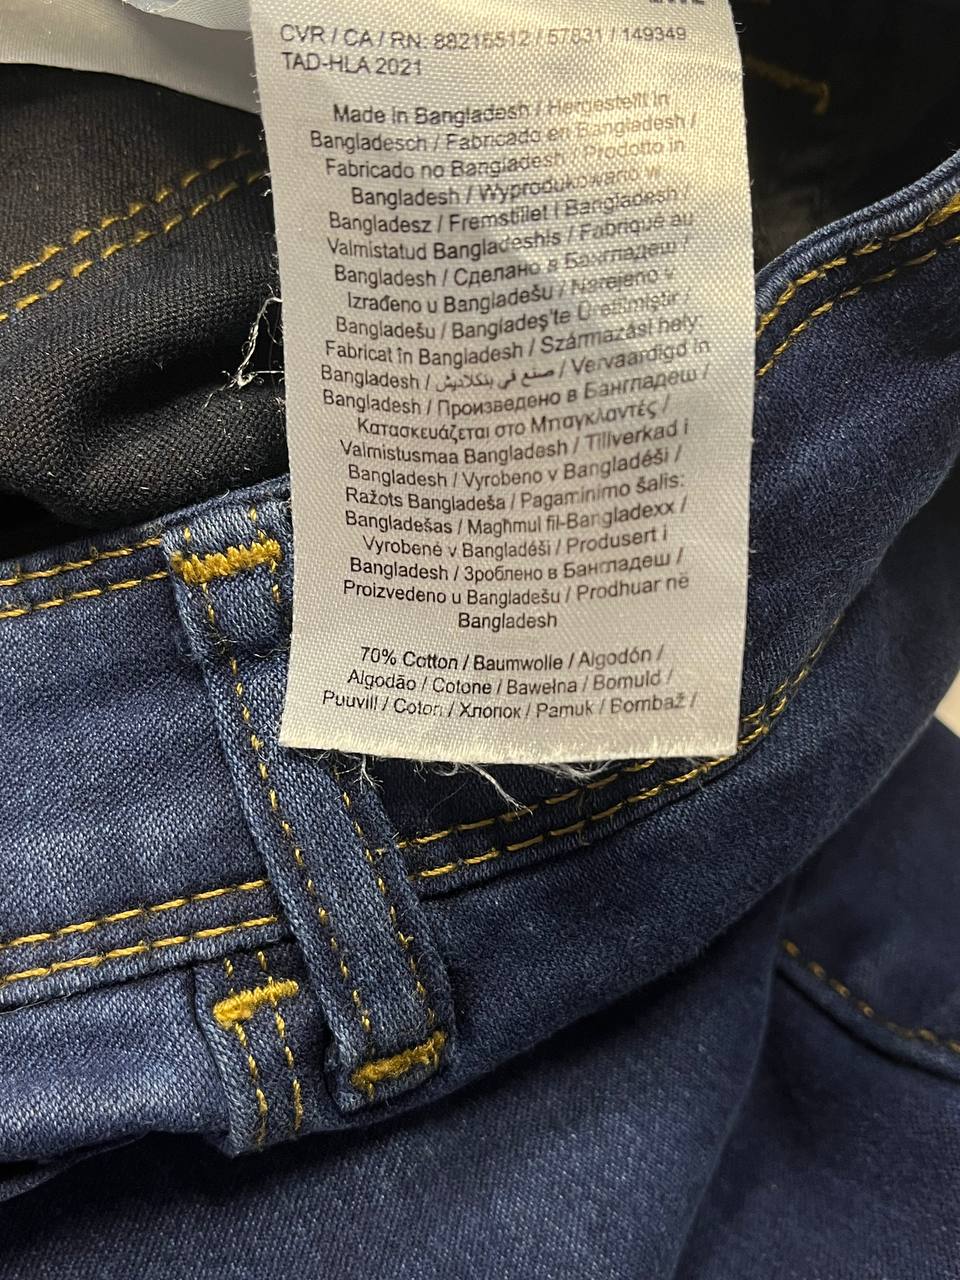 CVR / CA / RN: 88216512 / 57831 / 149349
TAD-HLA 2021
Made in Bangladesh / Hergestellt in
Bangladesch / Fabricado en Bangladesh /
Fabricado no Bangladesh / Prodotto in
Bangladesh / Wyprodukowano w
Bangladesz / Fremstillet i Bangladesh /
Valmistatud Bangladeshis / Fabriqué au
Bangladesh / Сделано в Бангладеш /
Izrađeno u Bangladešu / Narejeno v
Bangladešu / Bangladeş'te Üretilmiştir /
Fabricat în Bangladesh / Származási hely:
Bangladesh / صنع في بنكلاديش / Vervaardigd in
Bangladesh / Произведено в Бангладеш /
Κατασκευάζεται στο Μπαγκλαντές /
Valmistusmaa Bangladesh / Tillverkad i
Bangladesh / Vyrobeno v Bangladéši /
Ražots Bangladeša / Pagaminimo šalis:
Bangladešas / Magħmul fil-Bangladexx /
Vyrobené v Bangladéši / Produsert i
Bangladesh / Зроблено в Бангладеш /
Proizvedeno u Bangladešu / Prodhuar në
Bangladesh
70% Cotton / Baumwolle / Algodón /
Algodão / Cotone / Bawełna / Bomuld /
Puuvill / Coton / Хлопок / Pamuk / Bombaž /